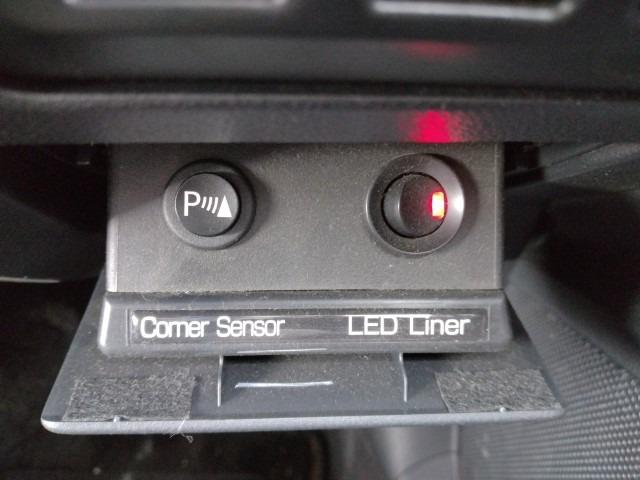 P
Corner Sensor LED Liner